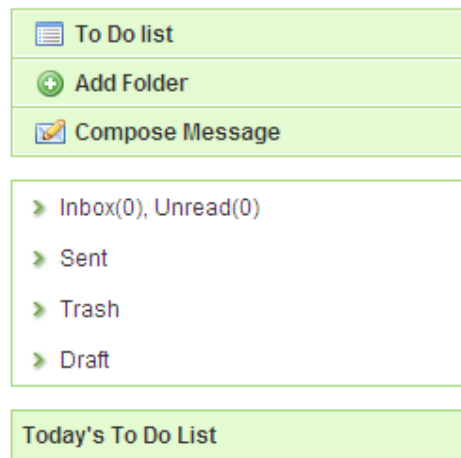 To Do list
Add Folder
Compose Message
Inbox(0), Unread(0)
Sent
Trash
Draft
Today's To Do List